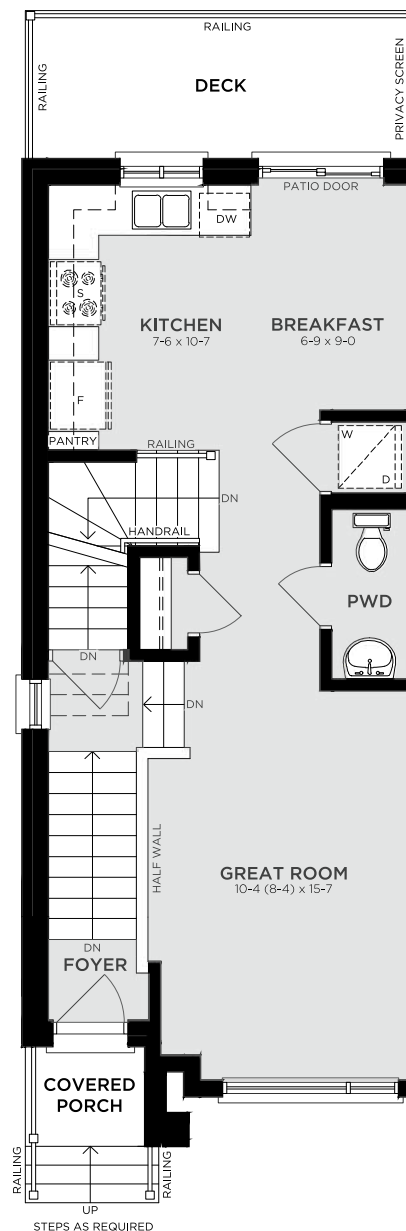 RAILING
RAILING
PRIVACY SCREEN
DECK
PATIO DOOR
DW
S
KITCHEN
7-6 x 10-7
BREAKFAST
6-9 x 9-0
F
PANTRY
RAILING
W
D
DN
HANDRAIL
PWD
DN
DN
HALF WALL
GREAT ROOM
10-4 (8-4) x 15-7
DN
FOYER
COVERED
PORCH
RAILING
RAILING
UP
STEPS AS REQUIRED